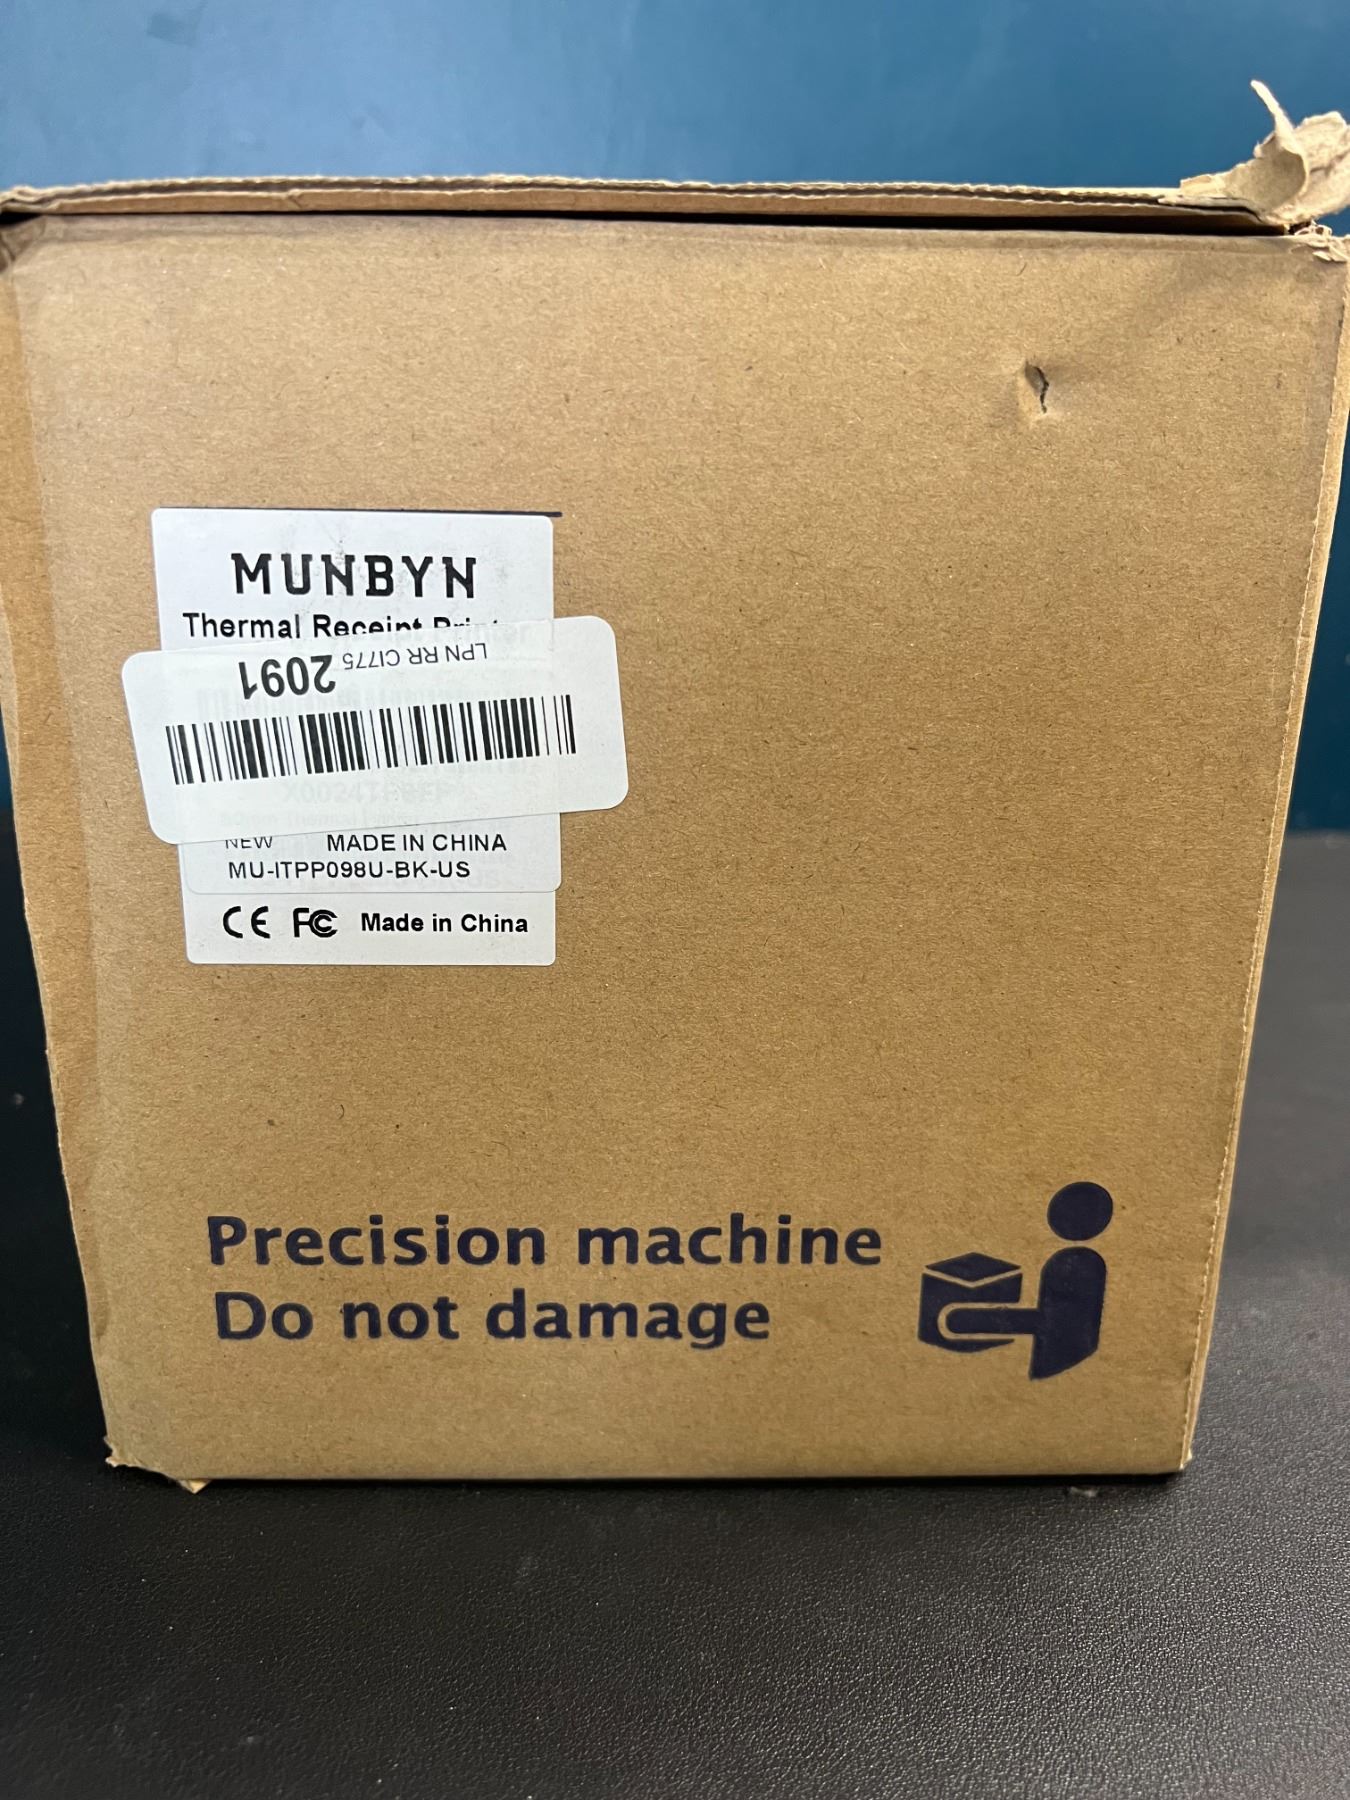 MUNBYN
Thermal Receipt Printer
LPN RR CI775
2091
NEW MADE IN CHINA
MU-ITPP098U-BK-US
CE FC Made in China
Precision machine
Do not damage